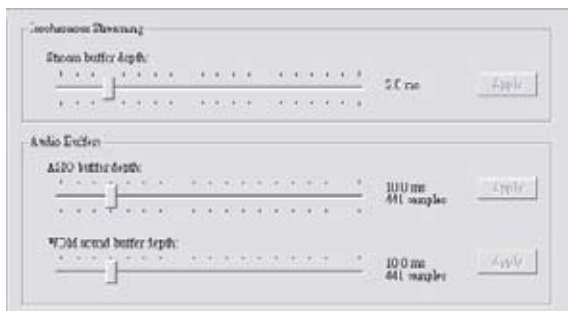 Isochronous Streaming
Stream buffer depth:
5.0 ms
Apply
Audio Buffers
ASIO buffer depth:
10.0 ms
441 samples
Apply
WDM sound buffer depth:
10.0 ms
441 samples
Apply